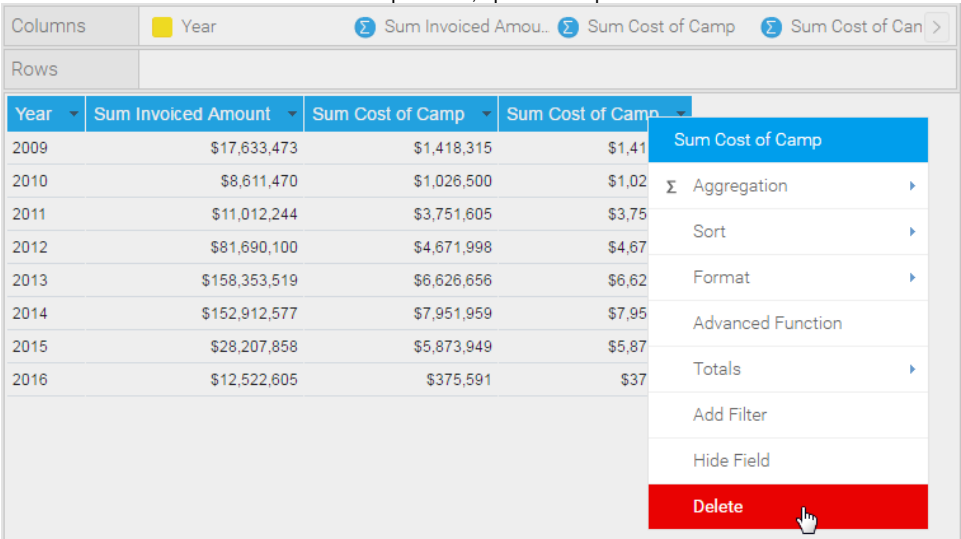 Columns Year Sum Invoiced Amou.. Sum Cost of Camp Sum Cost of Can
Rows
Year Sum Invoiced Amount Sum Cost of Camp Sum Cost of Camp
Sum Cost of Camp
2009 $17,633,473 $1,418,315 $1,41
2010 $8,611,470 $1,026,500 $1,02
Σ Aggregation
2011 $11,012,244 $3,751,605 $3,75
Sort
2012 $81,690,100 $4,671,998 $4,67
2013 $158,353,519 $6,626,656 $6,62
Format
2014 $152,912,577 $7,951,959 $7,95
Advanced Function
2015 $28,207,858 $5,873,949 $5,87
Totals
2016 $12,522,605 $375,591 $37
Add Filter
Hide Field
Delete